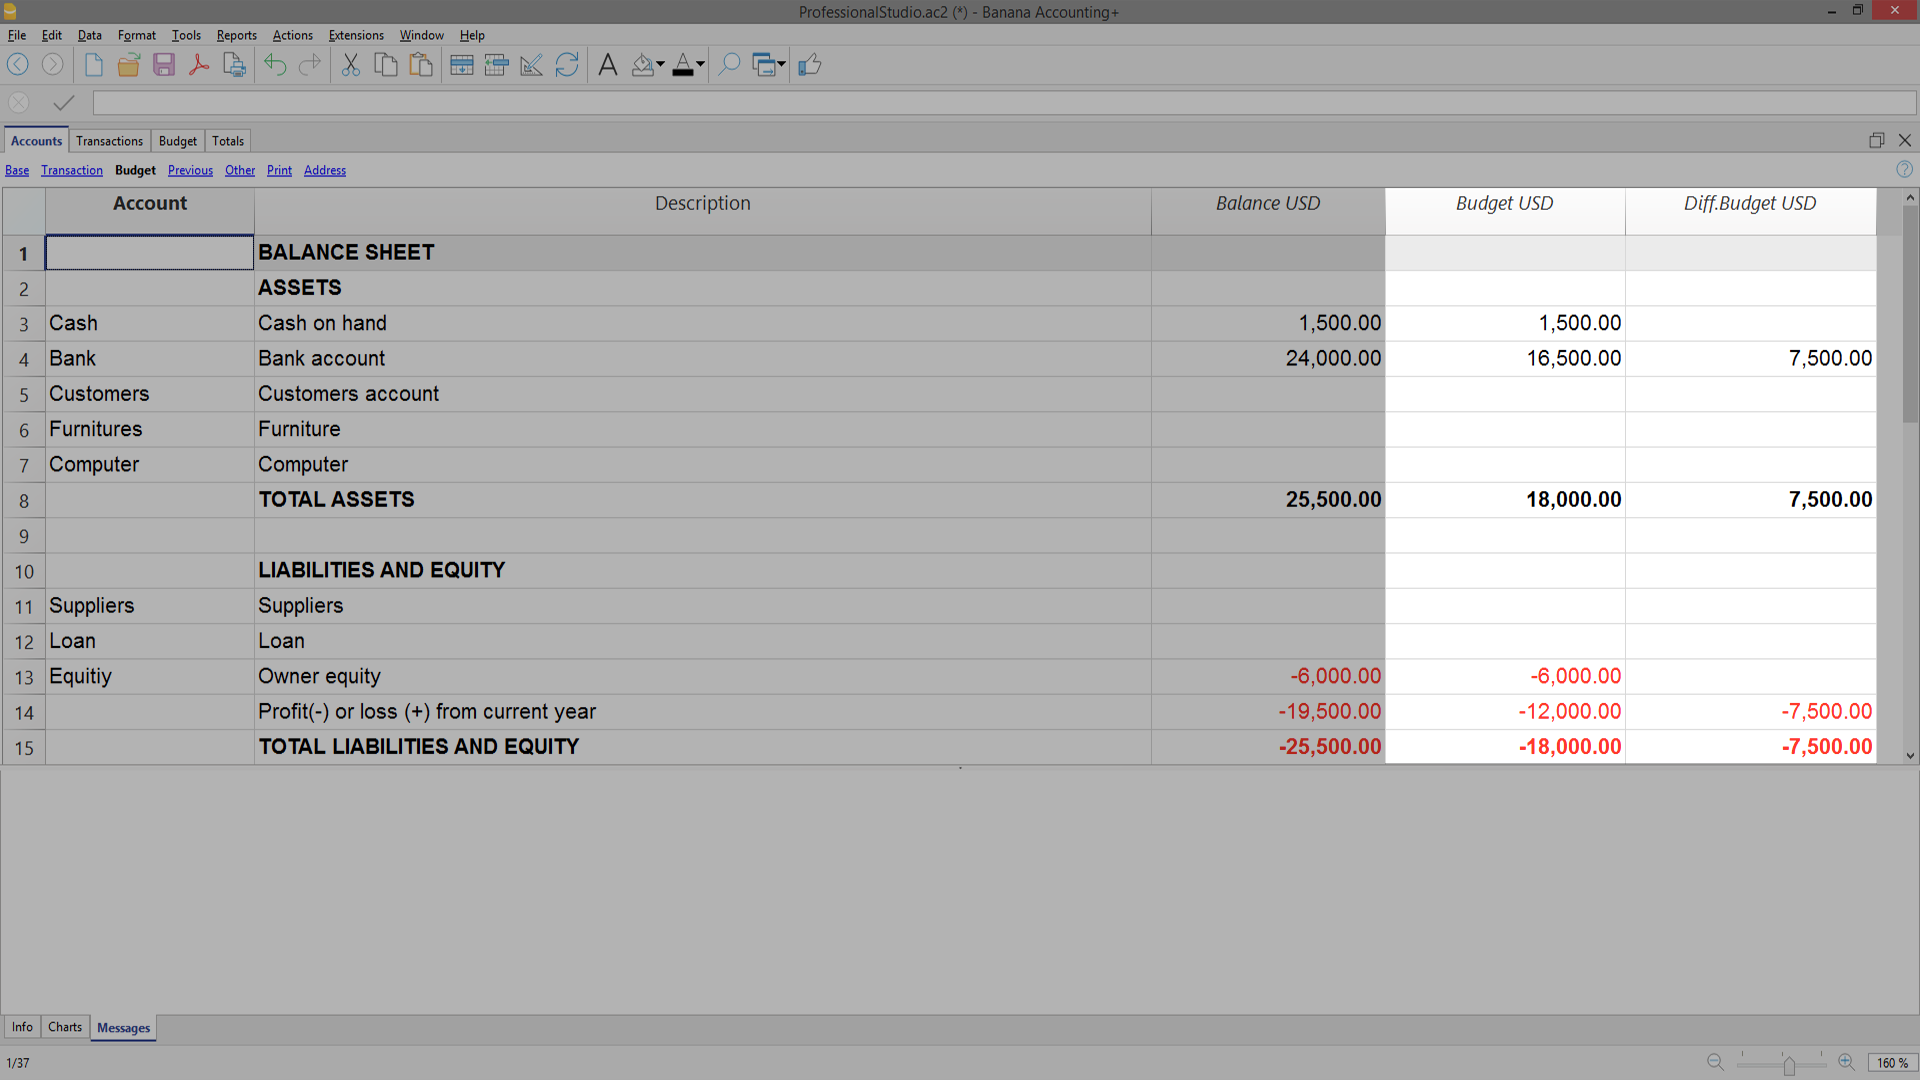 ProfessionalStudio.ac2 (*) - Banana Accounting+
File Edit Data Format Tools Reports Actions Extensions Window Help
Accounts Transactions Budget Totals
Base Transaction Budget Previous Other Print Address
Account Description Balance USD Budget USD Diff.Budget USD
1 BALANCE SHEET
2 ASSETS
3 Cash Cash on hand 1,500.00 1,500.00
4 Bank Bank account 24,000.00 16,500.00 7,500.00
5 Customers Customers account
6 Furnitures Furniture
7 Computer Computer
8 TOTAL ASSETS 25,500.00 18,000.00 7,500.00
9
10 LIABILITIES AND EQUITY
11 Suppliers Suppliers
12 Loan Loan
13 Equitiy Owner equity -6,000.00 -6,000.00
14 Profit(-) or loss (+) from current year -19,500.00 -12,000.00 -7,500.00
15 TOTAL LIABILITIES AND EQUITY -25,500.00 -18,000.00 -7,500.00
Info Charts Messages
1/37 160 %